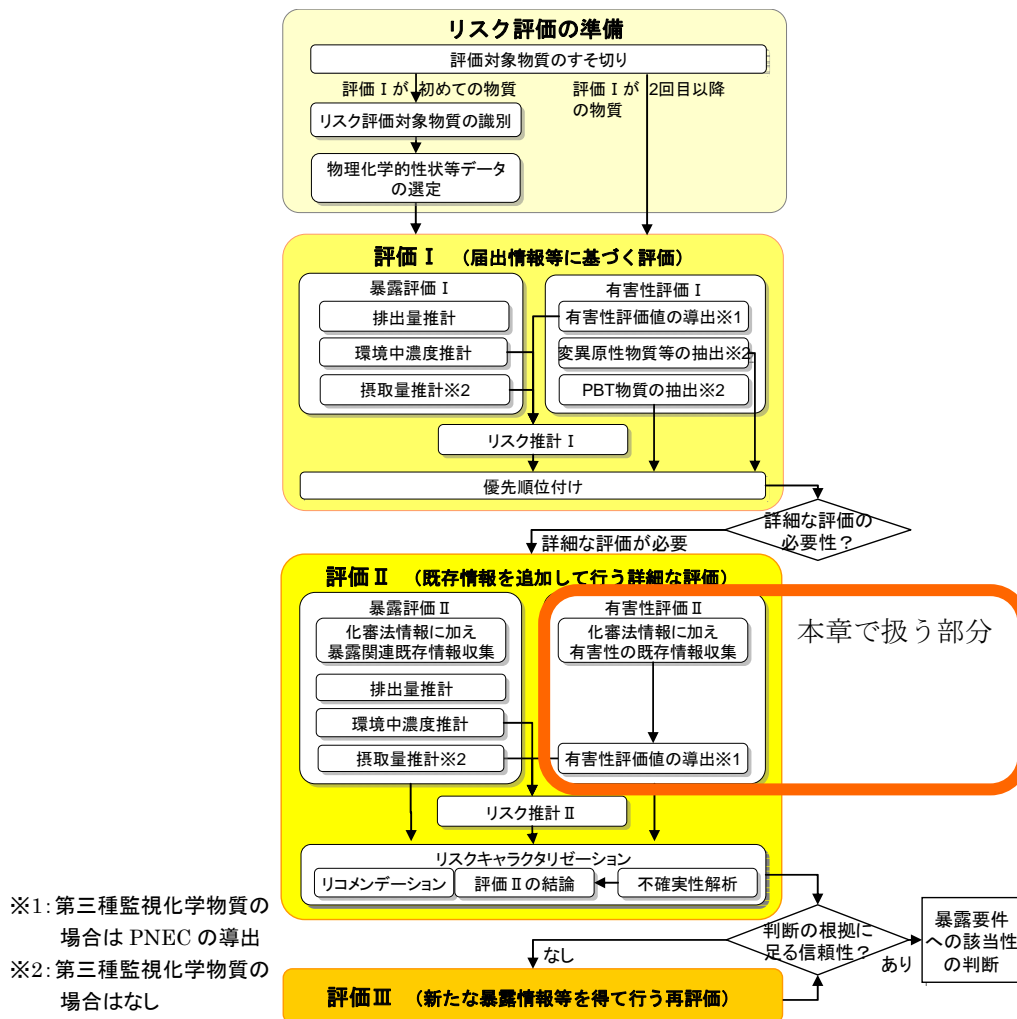 リスク評価の準備
評価対象物質のすそ切り
評価Ⅰが 初めての物質
評価Ⅰが 2回目以降
の物質
リスク評価対象物質の識別
物理化学的性状等データ
の選定
評価Ⅰ (届出情報等に基づく評価)
暴露評価Ⅰ
排出量推計
環境中濃度推計
摂取量推計※2
有害性評価Ⅰ
有害性評価値の導出※1
変異原性物質等の抽出※2
PBT物質の抽出※2
リスク推計Ⅰ
優先順位付け
詳細な評価の
必要性?
詳細な評価が必要
評価Ⅱ (既存情報を追加して行う詳細な評価)
暴露評価Ⅱ
化審法情報に加え
暴露関連既存情報収集
排出量推計
環境中濃度推計
摂取量推計※2
有害性評価Ⅱ
化審法情報に加え
有害性の既存情報収集
有害性評価値の導出※1
本章で扱う部分
リスク推計Ⅱ
リスクキャラクタリゼーション
リコメンデーション
評価Ⅱの結論
不確実性解析
判断の根拠に
足る信頼性?
なし
あり
暴露要件
への該当性
の判断
評価Ⅲ (新たな暴露情報等を得て行う再評価)
※1:第三種監視化学物質の
場合は PNEC の導出
※2:第三種監視化学物質の
場合はなし